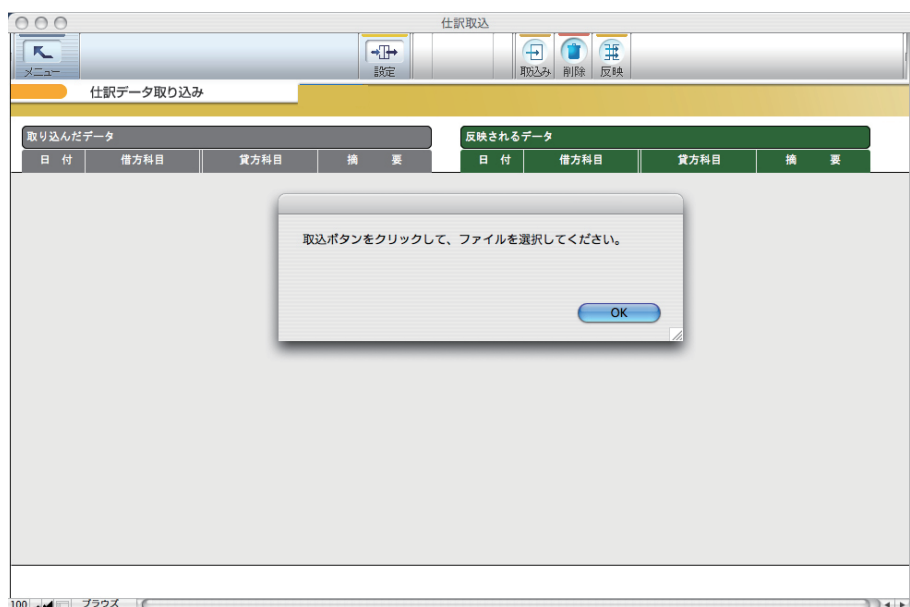 仕訳取込
メニュー
設定
取込み 削除 反映
仕訳データ取り込み
取り込んだデータ
反映されるデータ
日 付 借方科目 貸方科目 摘 要
日 付 借方科目 貸方科目 摘 要
取込ボタンをクリックして、ファイルを選択してください。
OK
100 ブラウズ